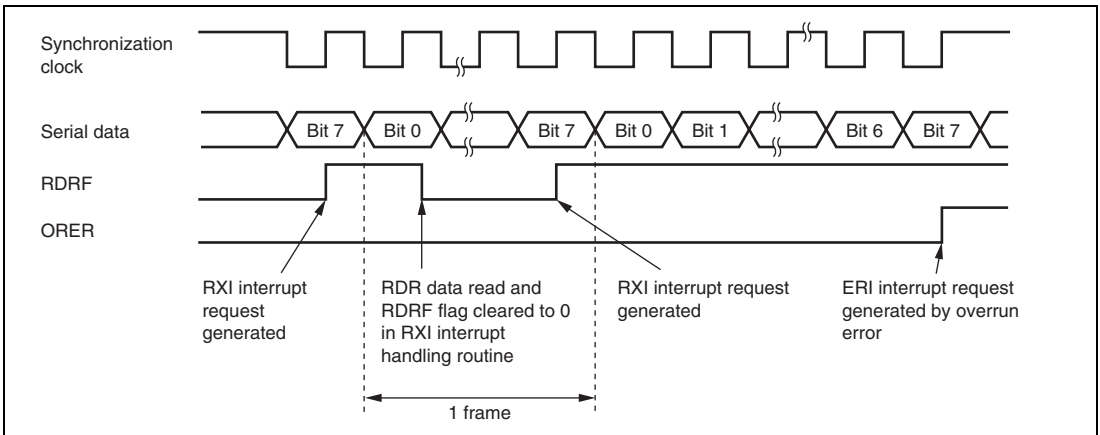 Synchronization
clock
Serial data
Bit 7
Bit 0
Bit 7
Bit 0
Bit 1
Bit 6
Bit 7
RDRF
ORER
RXI interrupt
request
generated
RDR data read and
RDRF flag cleared to 0
in RXI interrupt
handling routine
RXI interrupt request
generated
ERI interrupt request
generated by overrun
error
1 frame